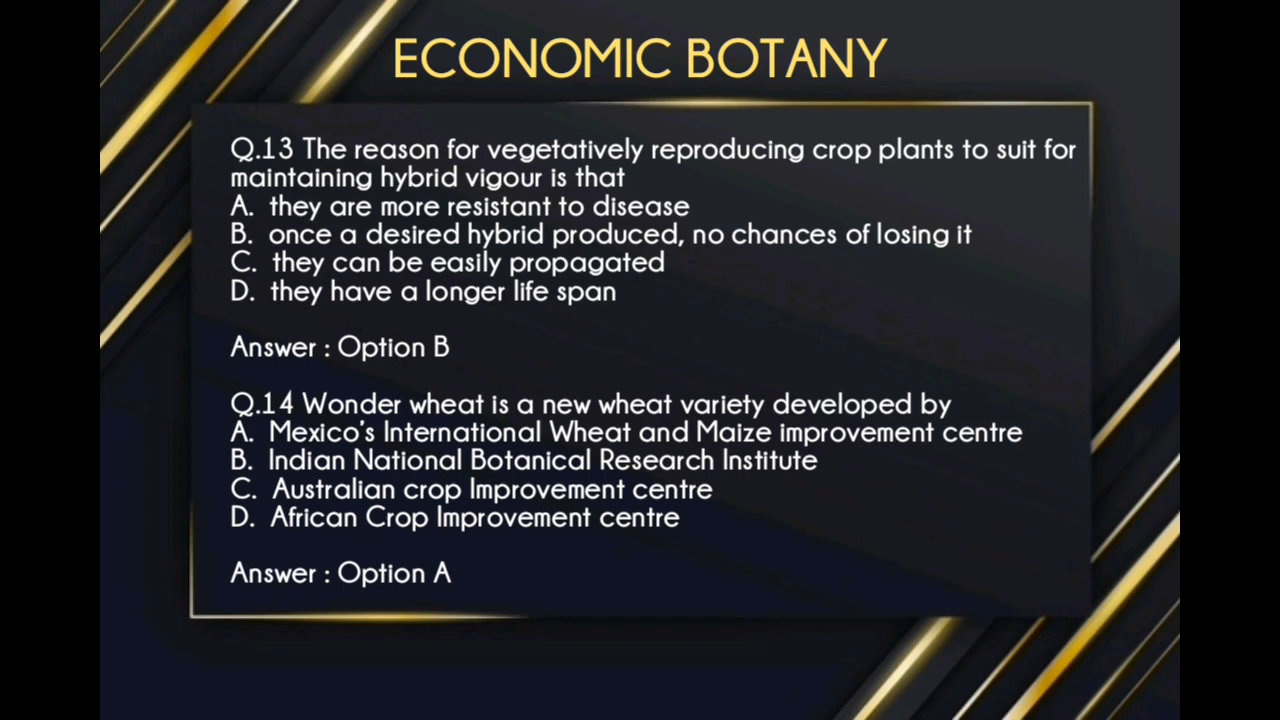 ECONOMIC BOTANY
Q.13 The reason for vegetatively reproducing crop plants to suit for
maintaining hybrid vigour is that
A. they are more resistant to disease
B. once a desired hybrid produced, no chances of losing it
C. they can be easily propagated
D. they have a longer life span
Answer : Option B
Q.14 Wonder wheat is a new wheat variety developed by
A. Mexico's International Wheat and Maize improvement centre
B. Indian National Botanical Research Institute
C. Australian crop Improvement centre
D. African Crop Improvement centre
Answer : Option A